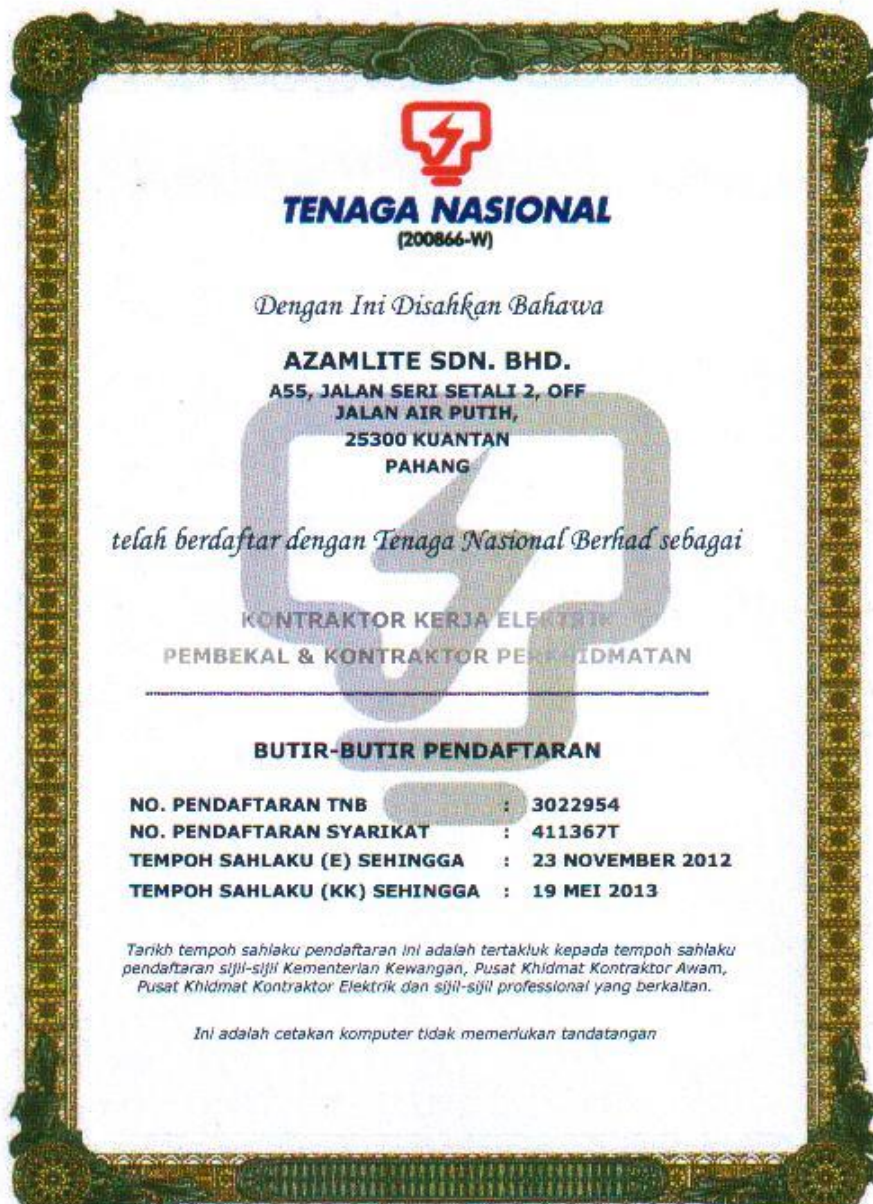 TENAGA NASIONAL
(200866-W)
Dengan Ini Disahkan Bahawa
AZAMLITE SDN. BHD.
A55, JALAN SERI SETALI 2, OFF
JALAN AIR PUTIH,
25300 KUANTAN
PAHANG
telah berdaftar dengan Tenaga Nasional Berhad sebagai
KONTRAKTOR KERJA ELEKTRIK
PEMBEKAL & KONTRAKTOR PERKHIDMATAN
BUTIR-BUTIR PENDAFTARAN
NO. PENDAFTARAN TNB : 3022954
NO. PENDAFTARAN SYARIKAT : 411367T
TEMPOH SAHLAKU (E) SEHINGGA : 23 NOVEMBER 2012
TEMPOH SAHLAKU (KK) SEHINGGA : 19 MEI 2013
Tarikh tempoh sahlaku pendaftaran ini adalah tertakluk kepada tempoh sahlaku
pendaftaran sijil-sijil Kementerian Kewangan, Pusat Khidmat Kontraktor Awam,
Pusat Khidmat Kontraktor Elektrik dan sijil-sijil professional yang berkaitan.
Ini adalah cetakan komputer tidak memerlukan tandatangan